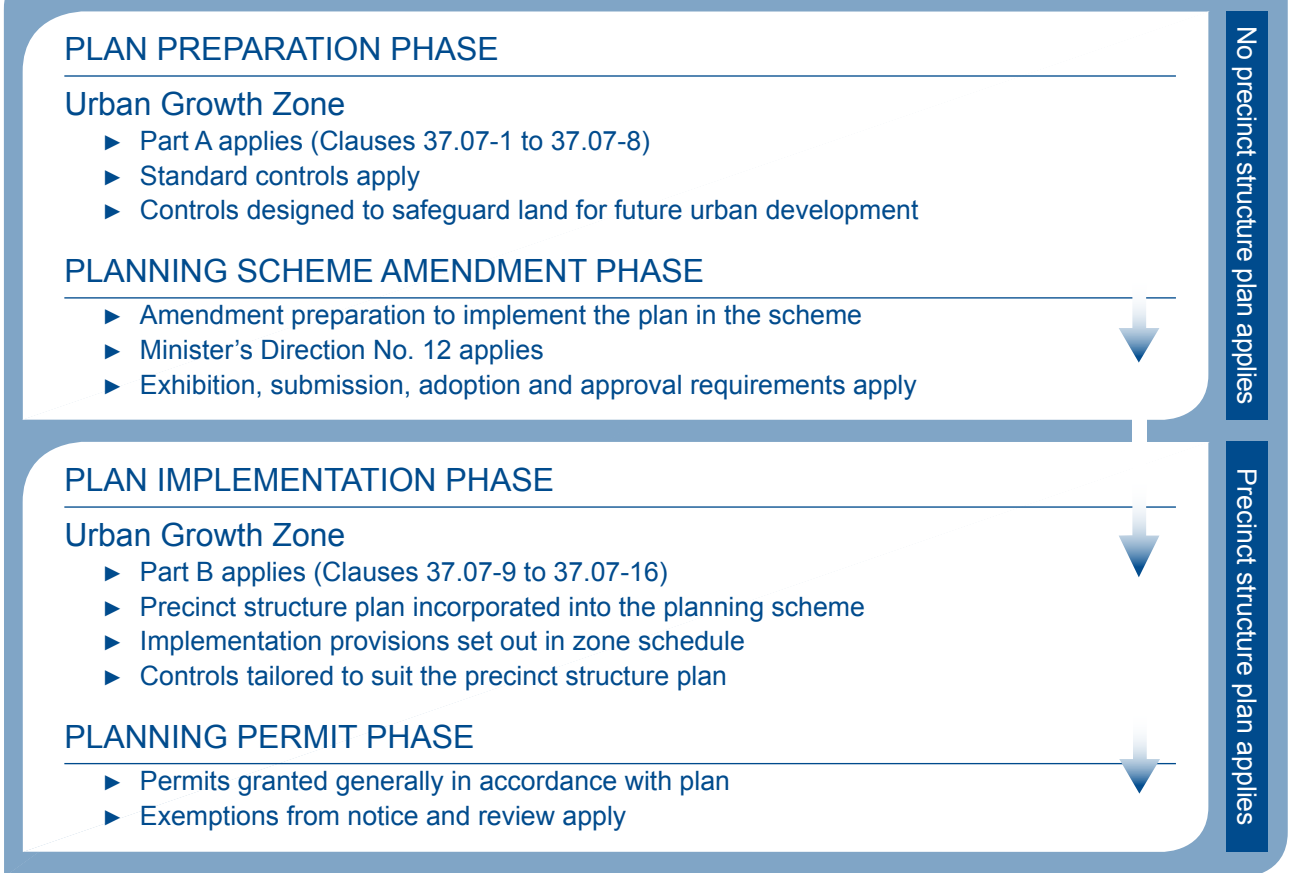 PLAN PREPARATION PHASE
Urban Growth Zone
► Part A applies (Clauses 37.07-1 to 37.07-8)
► Standard controls apply
► Controls designed to safeguard land for future urban development
PLANNING SCHEME AMENDMENT PHASE
► Amendment preparation to implement the plan in the scheme
► Minister’s Direction No. 12 applies
► Exhibition, submission, adoption and approval requirements apply
No precinct structure plan applies
PLAN IMPLEMENTATION PHASE
Urban Growth Zone
► Part B applies (Clauses 37.07-9 to 37.07-16)
► Precinct structure plan incorporated into the planning scheme
► Implementation provisions set out in zone schedule
► Controls tailored to suit the precinct structure plan
PLANNING PERMIT PHASE
► Permits granted generally in accordance with plan
► Exemptions from notice and review apply
Precinct structure plan applies